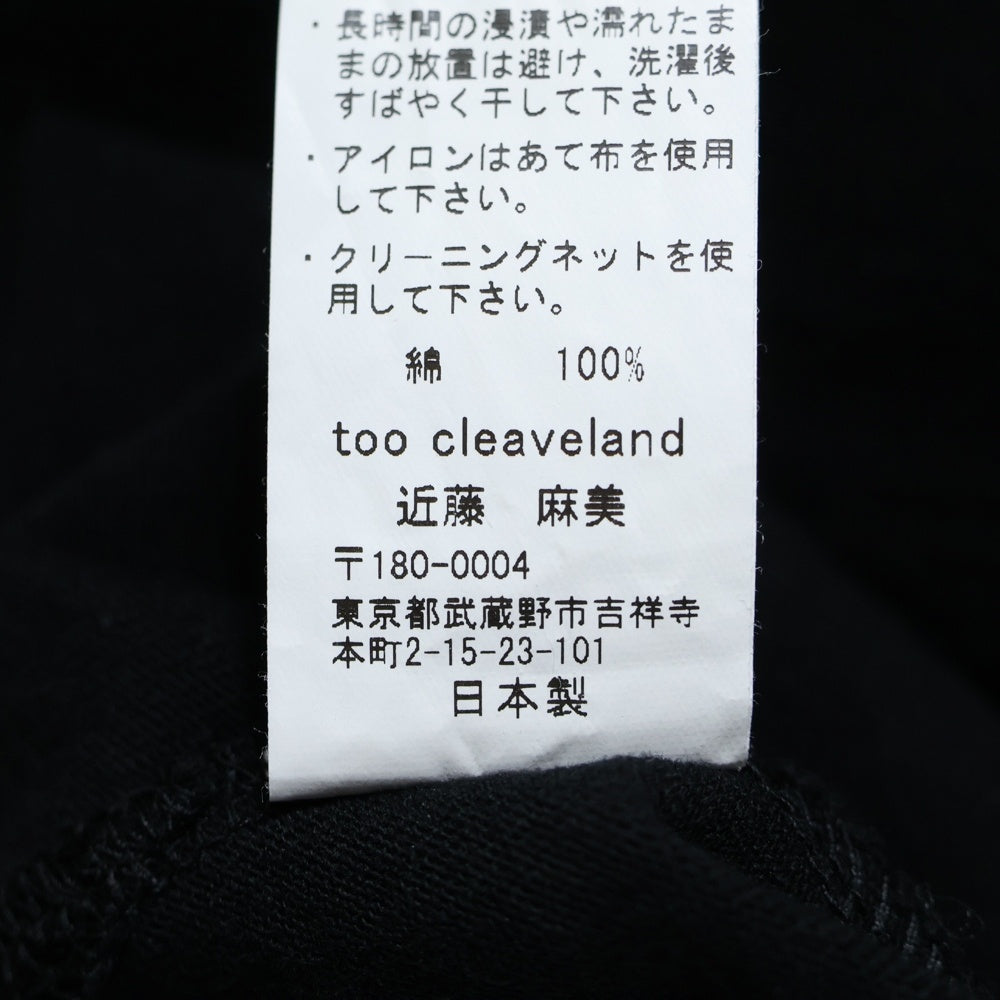 ・長時間の浸漬や濡れたま
まの放置は避け、洗濯後
すばやく干して下さい。
・アイロンはあて布を使用
して下さい。
・クリーニングネットを使
用して下さい。
綿 100%
too cleaveland
近藤 麻美
〒180-0004
東京都武蔵野市吉祥寺
本町2-15-23-101
日本製